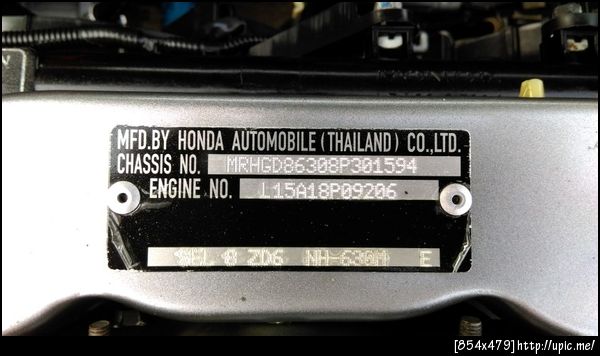 MFD.BY HONDA AUTOMOBILE (THAILAND) CO.,LTD.
CHASSIS NO. MRHGD86308P301594
ENGINE NO. L15A18P09206
8 ZD6 NH-630M E
[854x479]http://upic.me/